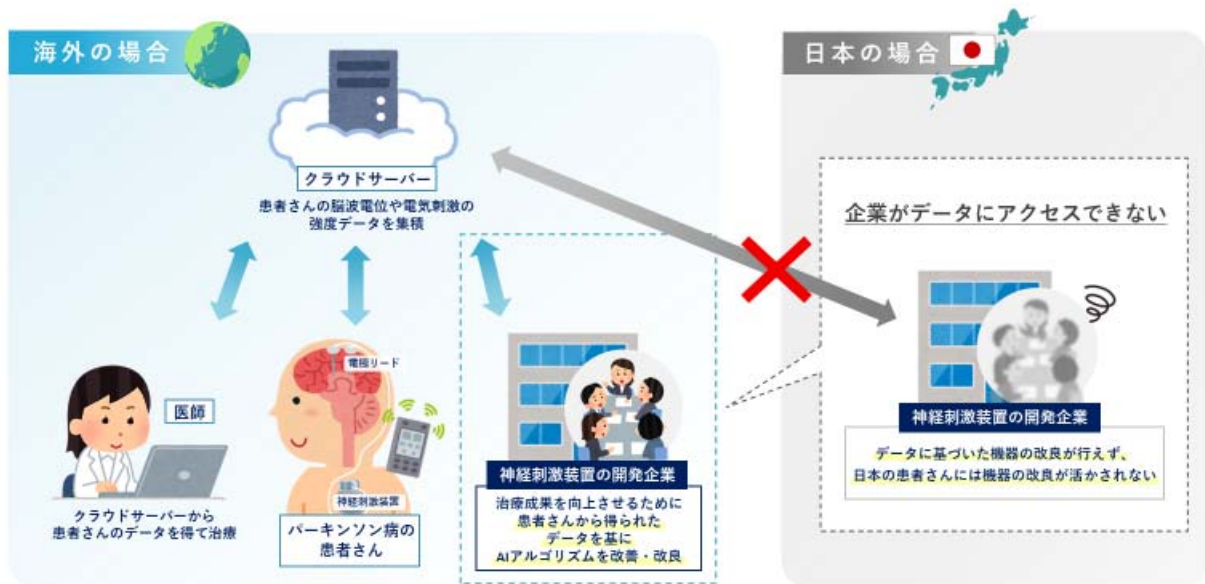 海外の場合
クラウドサーバー
患者さんの脳波電位や電気刺激の
強度データを集積
医師
クラウドサーバーから
患者さんのデータを得て治療
電極リード
神経刺激装置
パーキンソン病の
患者さん
神経刺激装置の開発企業
治療成果を向上させるために
患者さんから得られた
データを基に
AIアルゴリズムを改善・改良
日本の場合
企業がデータにアクセスできない
神経刺激装置の開発企業
データに基づいた機器の改良が行えず、
日本の患者さんには機器の改良が活かされない